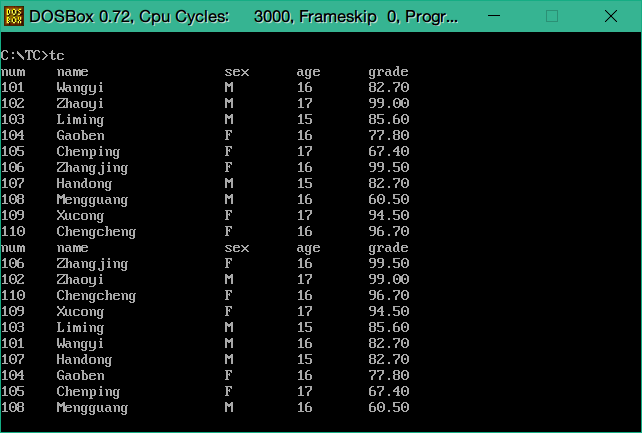 DOS BOX
DOSBox 0.72, Cpu Cycles: 3000, Frameskip 0, Progr...
C:\TC>tc
num name sex age grade
101 Wangyi M 16 82.70
102 Zhaoyi M 17 99.00
103 Liming M 15 85.60
104 Gaoben F 16 77.80
105 Chenping F 17 67.40
106 Zhangjing F 16 99.50
107 Handong M 15 82.70
108 Mengguang M 16 60.50
109 Xucong F 17 94.50
110 Chengcheng F 16 96.70
num name sex age grade
106 Zhangjing F 16 99.50
102 Zhaoyi M 17 99.00
110 Chengcheng F 16 96.70
109 Xucong F 17 94.50
103 Liming M 15 85.60
101 Wangyi M 16 82.70
107 Handong M 15 82.70
104 Gaoben F 16 77.80
105 Chenping F 17 67.40
108 Mengguang M 16 60.50